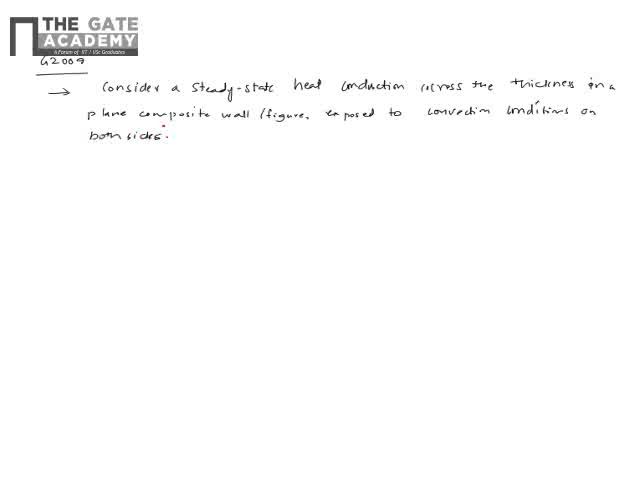 THE GATE
ACADEMY
A Forum of IIT / IISc Graduates
G2009
→ Consider a steady-state heat conduction across the thickness in a
plane composite wall (figure, exposed to convection conditions on
both sides.